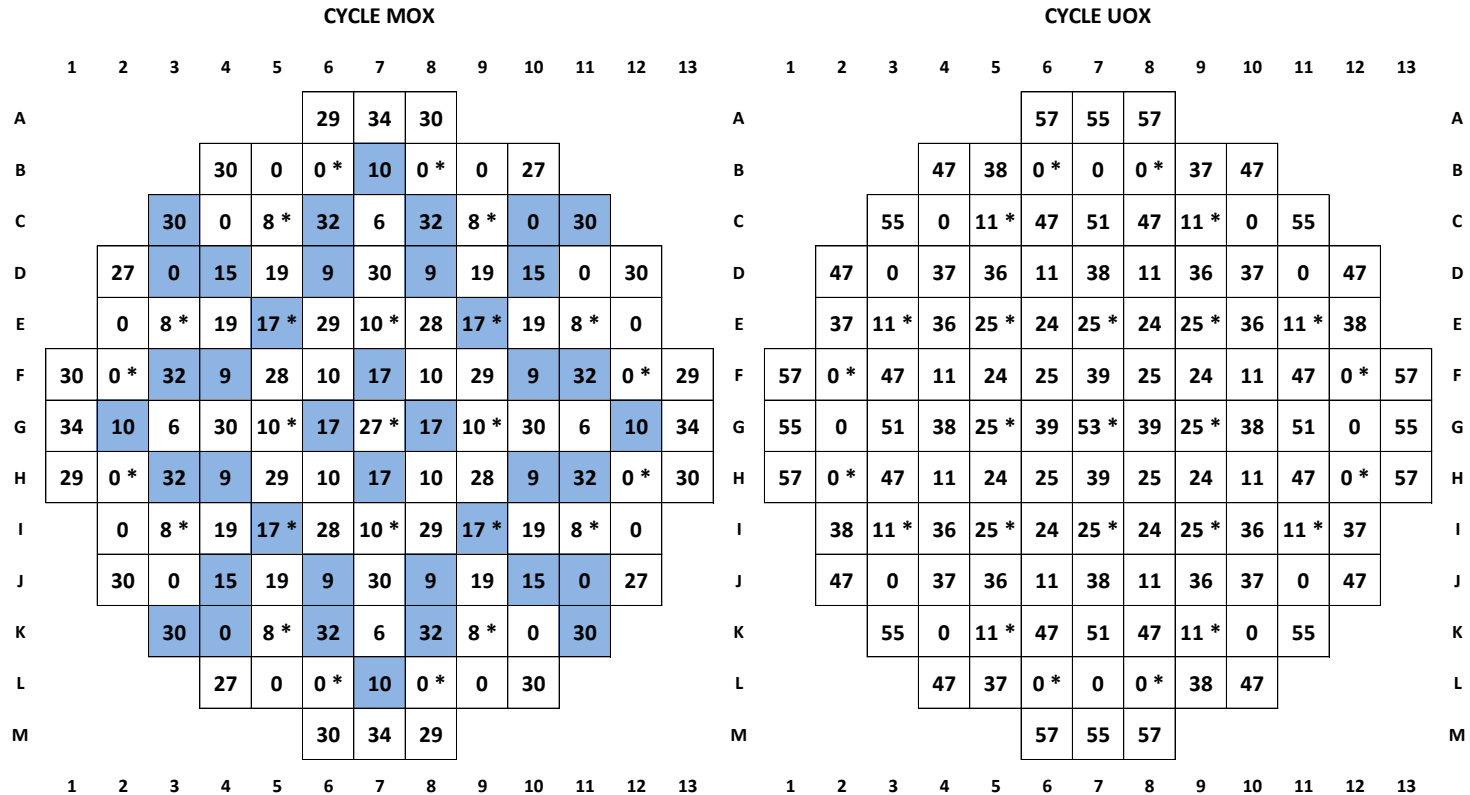 CYCLE MOX CYCLE UOX
1 2 3 4 5 6 7 8 9 10 11 12 13 1 2 3 4 5 6 7 8 9 10 11 12 13
A 29 34 30 A 57 55 57 A
B 30 0 0 * 10 0 * 0 27 B 47 38 0 * 0 0 * 37 47 B
C 30 0 8 * 32 6 32 8 * 0 30 C 55 0 11 * 47 51 47 11 * 0 55 C
D 27 0 15 19 9 30 9 19 15 0 30 D 47 0 37 36 11 38 11 36 37 0 47 D
E 0 8 * 19 17 * 29 10 * 28 17 * 19 8 * 0 E 37 11 * 36 25 * 24 25 * 24 25 * 36 11 * 38 E
F 30 0 * 32 9 28 10 17 10 29 9 32 0 * 29 F 57 0 * 47 11 24 25 39 25 24 11 47 0 * 57 F
G 34 10 6 30 10 * 17 27 * 17 10 * 30 6 10 34 G 55 0 51 38 25 * 39 53 * 39 25 * 38 51 0 55 G
H 29 0 * 32 9 29 10 17 10 28 9 32 0 * 30 H 57 0 * 47 11 24 25 39 25 24 11 47 0 * 57 H
I 0 8 * 19 17 * 28 10 * 29 17 * 19 8 * 0 I 38 11 * 36 25 * 24 25 * 24 25 * 36 11 * 37 I
J 30 0 15 19 9 30 9 19 15 0 27 J 47 0 37 36 11 38 11 36 37 0 47 J
K 30 0 8 * 32 6 32 8 * 0 30 K 55 0 11 * 47 51 47 11 * 0 55 K
L 27 0 0 * 10 0 * 0 30 L 47 37 0 * 0 0 * 38 47 L
M 30 34 29 M 57 55 57 M
1 2 3 4 5 6 7 8 9 10 11 12 13 1 2 3 4 5 6 7 8 9 10 11 12 13